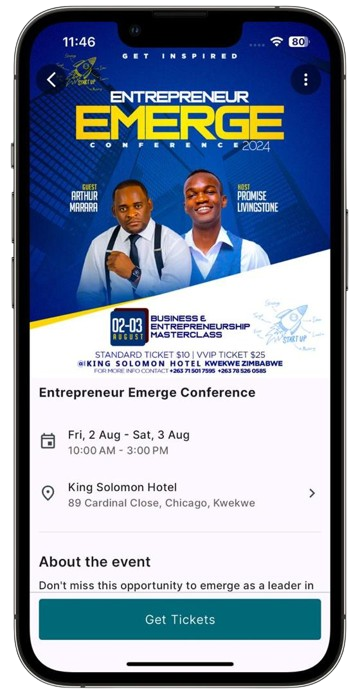 11:46
80
GET INSPIRED
START UP
ENTREPRENEUR
EMERGE
CONFERENCE 2024
GUEST
ARTHUR
MARARA
HOST
PROMISE
LIVINGSTONE
02-03
AUGUST
BUSINESS &
ENTREPRENEURSHIP
MASTERCLASS
START UP
STANDARD TICKET $10 | VVIP TICKET $25
@KING SOLOMON HOTEL KWEKWE ZIMBABWE
FOR MORE INFO CONTACT +263 71 501 7595 +263 78 526 0585
Entrepreneur Emerge Conference
Fri, 2 Aug - Sat, 3 Aug
10:00 AM - 3:00 PM
King Solomon Hotel
89 Cardinal Close, Chicago, Kwekwe
About the event
Don't miss this opportunity to emerge as a leader in
Get Tickets